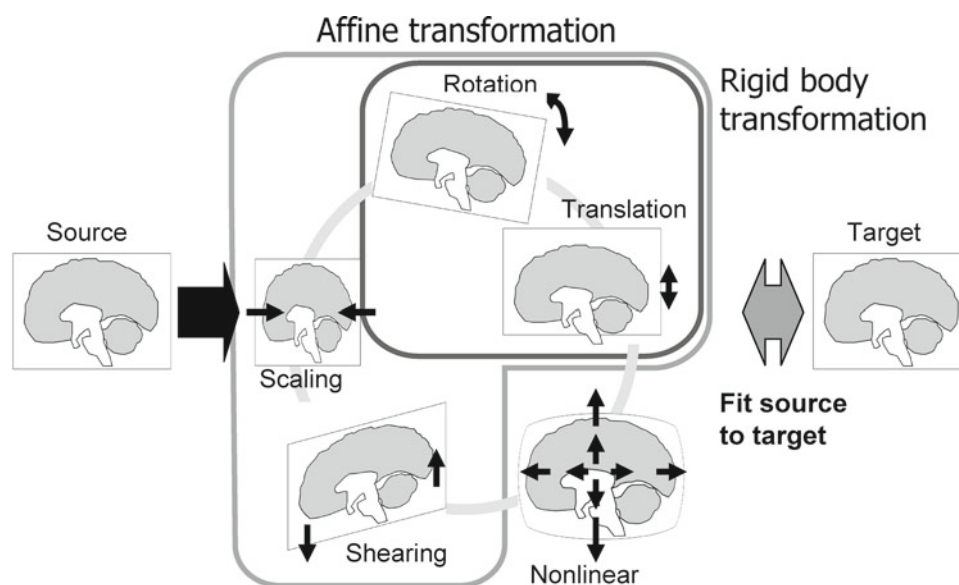 Affine transformation
Rigid body
transformation
Rotation
Translation
Source
Target
Scaling
Fit source
to target
Shearing
Nonlinear